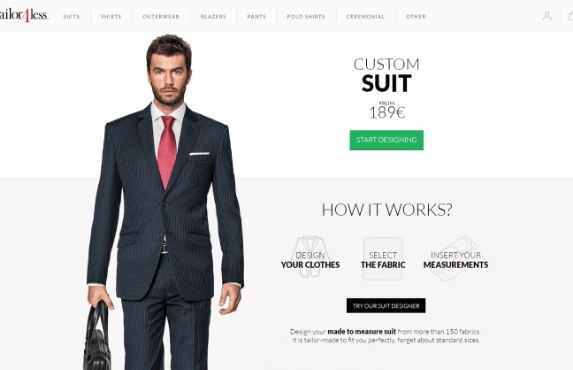 tailor4less
SUITS SHIRTS OUTERWEAR BLAZERS PANTS POLO SHIRTS CEREMONIAL OTHER
CUSTOM
SUIT
FROM
189€
START DESIGNING
HOW IT WORKS?
DESIGN
YOUR CLOTHES
SELECT
THE FABRIC
INSERT YOUR
MEASUREMENTS
TRY OUR SUIT DESIGNER
Design your made to measure suit from more than 150 fabrics.
It is tailor-made to fit you perfectly, forget about standard sizes.